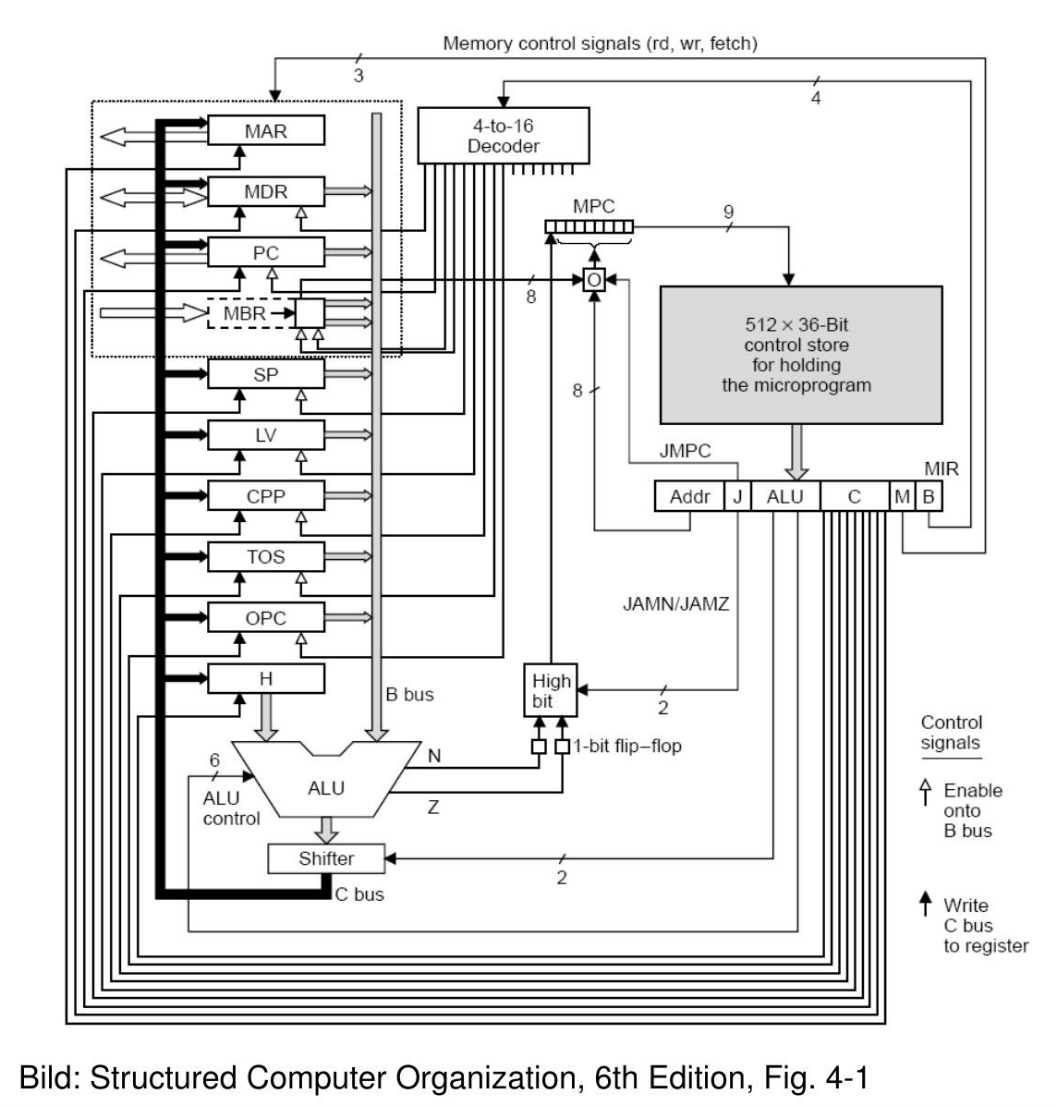 Memory control signals (rd, wr, fetch)
3
4
4-to-16
Decoder
MAR
MDR
PC
MBR
SP
LV
CPP
TOS
OPC
H
MPC
9
8
O
512 × 36-Bit
control store
for holding
the microprogram
8
JMPC
MIR
Addr
J
ALU
C
M
B
JAMN/JAMZ
High
bit
2
B bus
1-bit flip–flop
N
Z
6
ALU
control
ALU
Shifter
2
C bus
Control
signals
Enable
onto
B bus
Write
C bus
to register
Bild: Structured Computer Organization, 6th Edition, Fig. 4-1